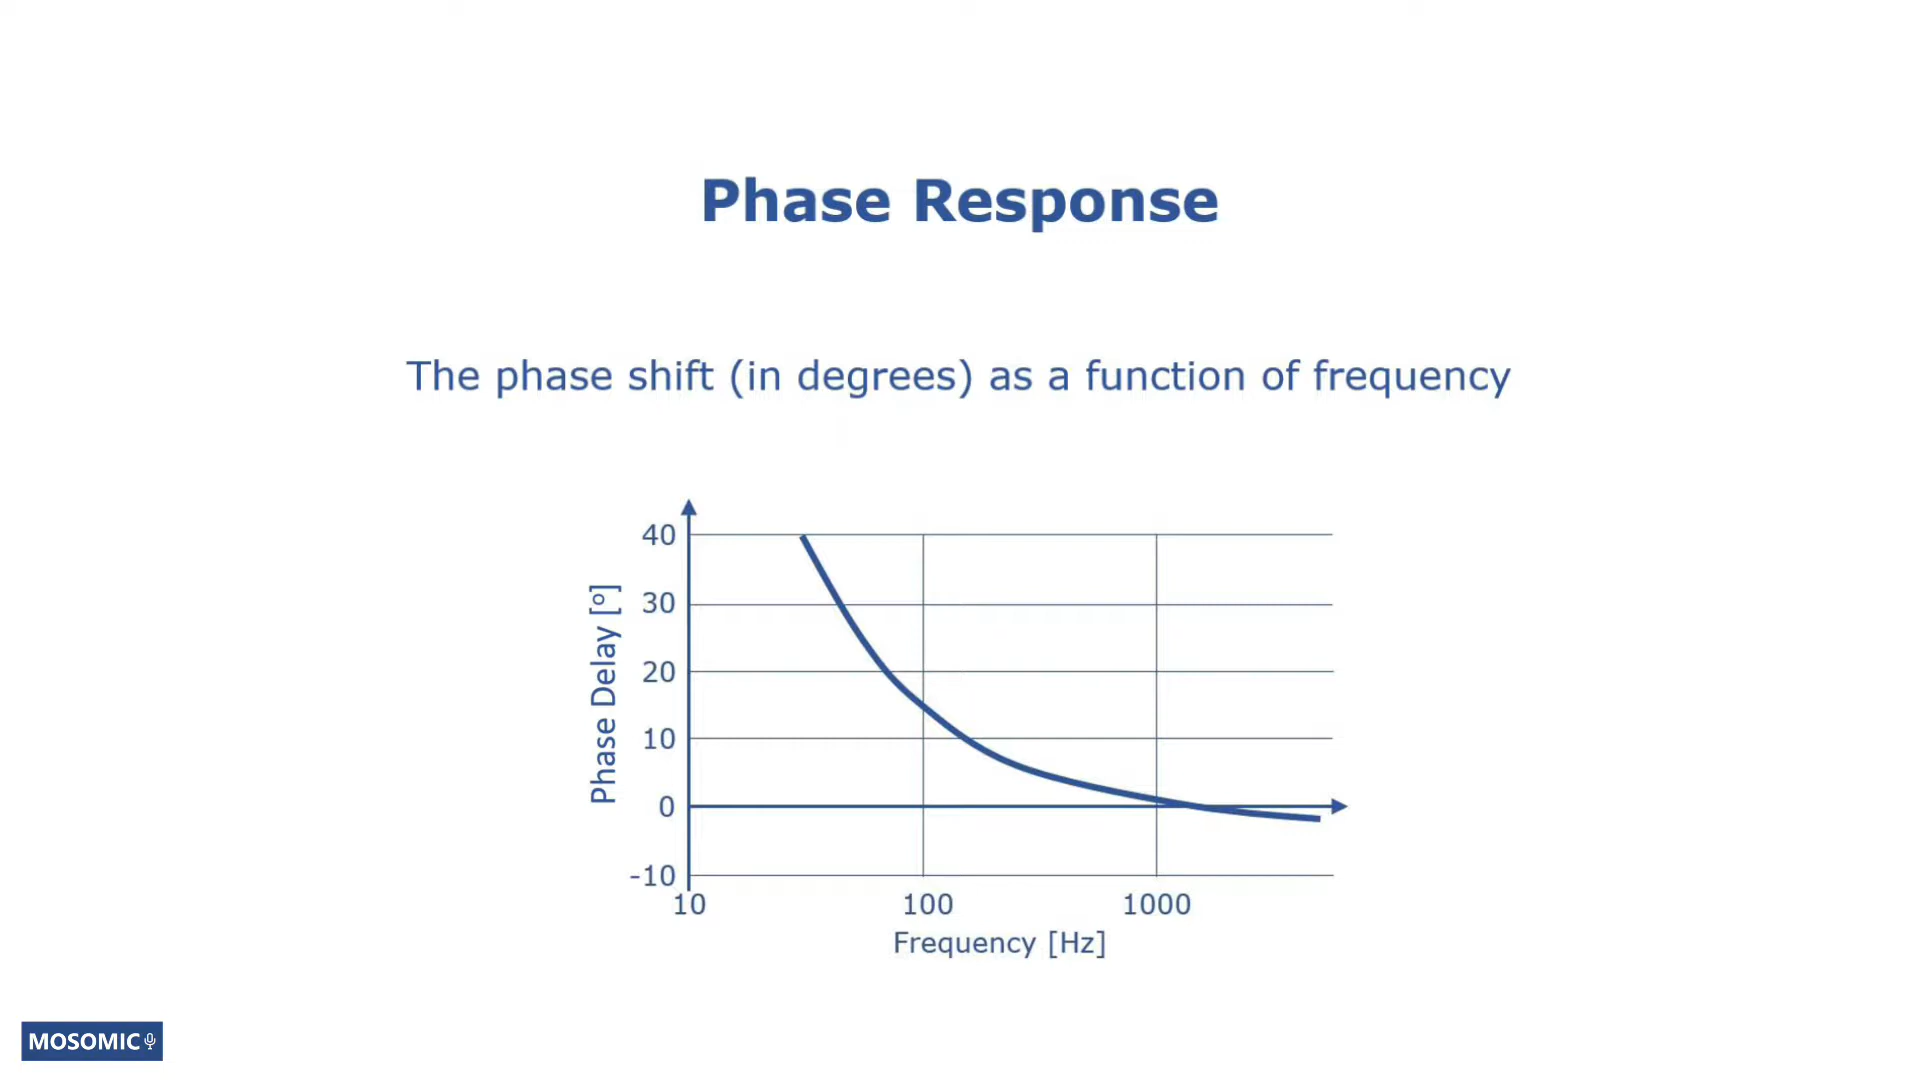 Phase Response
The phase shift (in degrees) as a function of frequency
40
30
20
10
0
-10
Phase Delay [º]
10 100 1000
Frequency [Hz]
MOSOMIC